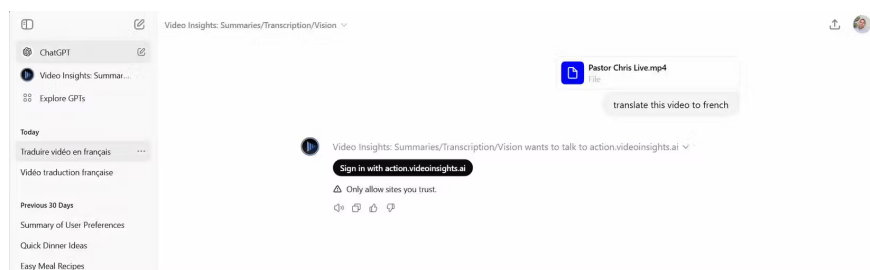 Video Insights: Summaries/Transcription/Vision
ChatGPT
Video Insights: Summar...
Explore GPTs
Today
Traduire vidéo en français
Vidéo traduction française
Previous 30 Days
Summary of User Preferences
Quick Dinner Ideas
Easy Meal Recipes
Pastor Chris Live.mp4
File
translate this video to french
Video Insights: Summaries/Transcription/Vision wants to talk to action.videoinsights.ai
Sign in with action.videoinsights.ai
Only allow sites you trust.